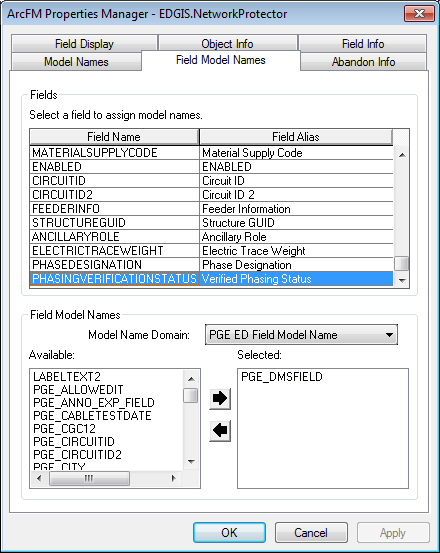 ArcFM Properties Manager - EDGIS.NetworkProtector
Field Display Object Info Field Info
Model Names Field Model Names Abandon Info
Fields
Select a field to assign model names.
Field Name Field Alias
MATERIALSUPPLYCODE Material Supply Code
ENABLED ENABLED
CIRCUITID Circuit ID
CIRCUITID2 Circuit ID 2
FEEDERINFO Feeder Information
STRUCTUREGUID Structure GUID
ANCILLARYROLE Ancillary Role
ELECTRICTRACEWEIGHT Electric Trace Weight
PHASEDESIGNATION Phase Designation
PHASINGVERIFICATIONSTATUS Verified Phasing Status
Field Model Names
Model Name Domain: PGE ED Field Model Name
Available: Selected:
LABELTEXT2 PGE_DMSFIELD
PGE_ALLOWEDIT
PGE_ANNO_EXP_FIELD
PGE_CABLETESTDATE
PGE_CGC12
PGE_CIRCUITID
PGE_CIRCUITID2
PGE_CITY
OK Cancel Apply